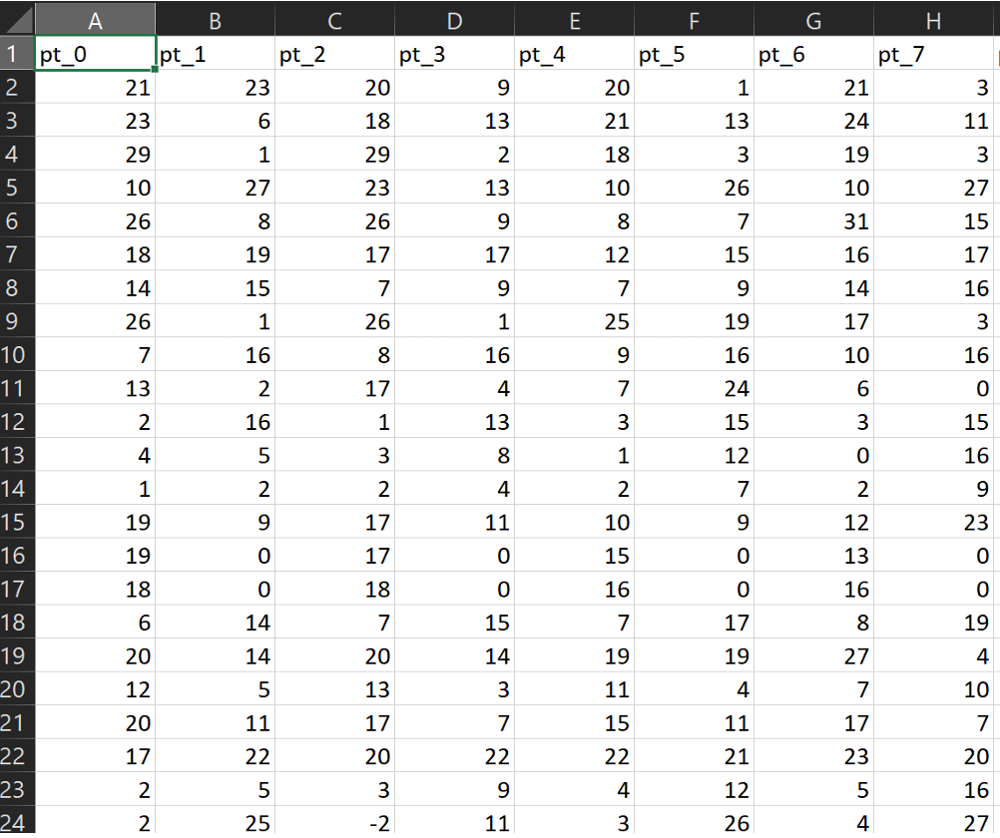 A B C D E F G H
1 pt_0 pt_1 pt_2 pt_3 pt_4 pt_5 pt_6 pt_7
2 21 23 20 9 20 1 21 3
3 23 6 18 13 21 13 24 11
4 29 1 29 2 18 3 19 3
5 10 27 23 13 10 26 10 27
6 26 8 26 9 8 7 31 15
7 18 19 17 17 12 15 16 17
8 14 15 7 9 7 9 14 16
9 26 1 26 1 25 19 17 3
10 7 16 8 16 9 16 10 16
11 13 2 17 4 7 24 6 0
12 2 16 1 13 3 15 3 15
13 4 5 3 8 1 12 0 16
14 1 2 2 4 2 7 2 9
15 19 9 17 11 10 9 12 23
16 19 0 17 0 15 0 13 0
17 18 0 18 0 16 0 16 0
18 6 14 7 15 7 17 8 19
19 20 14 20 14 19 19 27 4
20 12 5 13 3 11 4 7 10
21 20 11 17 7 15 11 17 7
22 17 22 20 22 22 21 23 20
23 2 5 3 9 4 12 5 16
24 2 25 -2 11 3 26 4 27